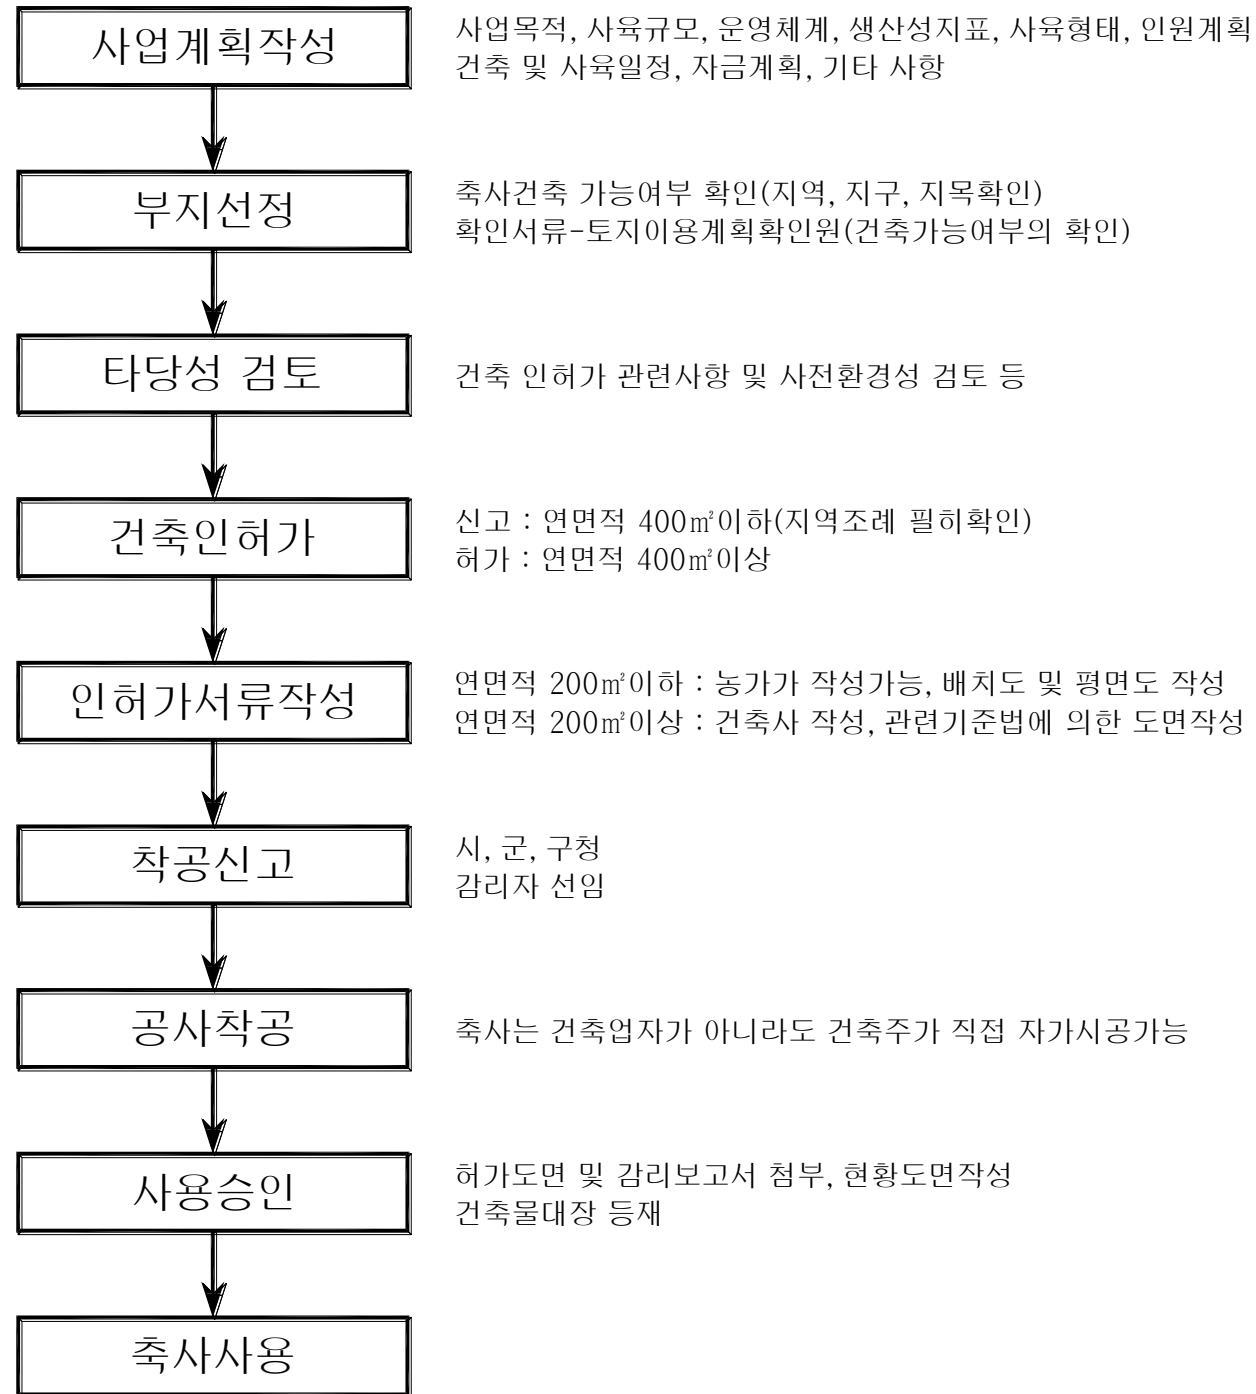 사업계획작성
사업목적, 사육규모, 운영체계, 생산성지표, 사육형태, 인원계획
건축 및 사육일정, 자금계획, 기타 사항
부지선정
축사건축 가능여부 확인(지역, 지구, 지목확인)
확인서류-토지이용계획확인원(건축가능여부의 확인)
타당성 검토
건축 인허가 관련사항 및 사전환경성 검토 등
건축인허가
신고 : 연면적 400㎡이하(지역조례 필히확인)
허가 : 연면적 400㎡이상
인허가서류작성
연면적 200㎡이하 : 농가가 작성가능, 배치도 및 평면도 작성
연면적 200㎡이상 : 건축사 작성, 관련기준법에 의한 도면작성
착공신고
시, 군, 구청
감리자 선임
공사착공
축사는 건축업자가 아니라도 건축주가 직접 자가시공가능
사용승인
허가도면 및 감리보고서 첨부, 현황도면작성
건축물대장 등재
축사사용